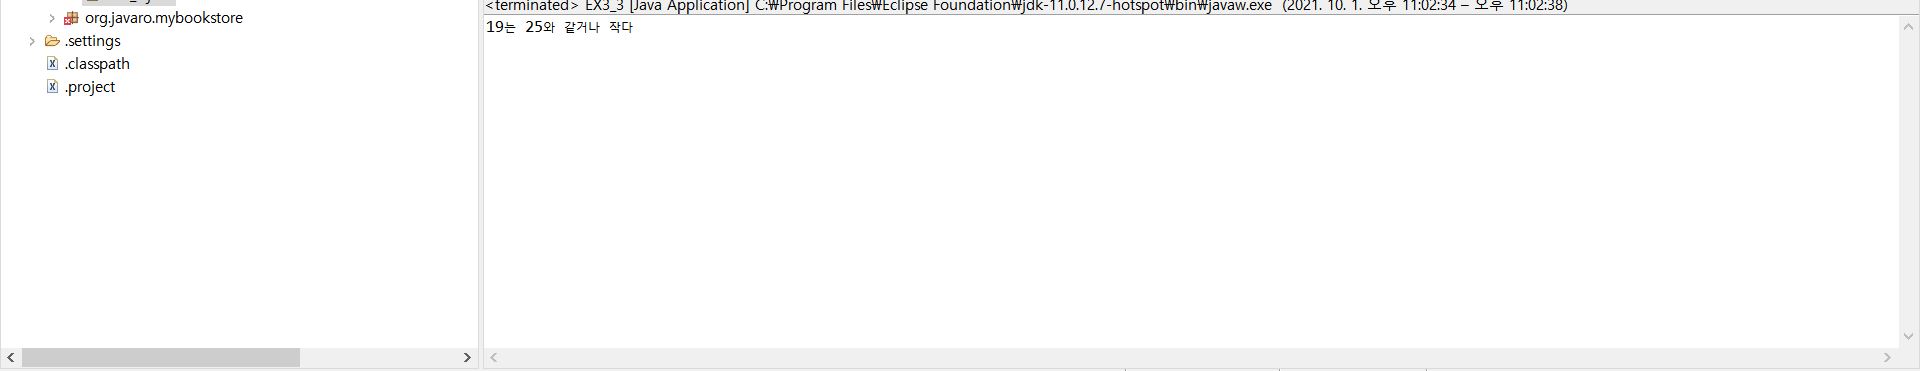 org.javaro.mybookstore
.settings
.classpath
.project
<terminated> EX3_3 [Java Application] C:₩Program Files₩Eclipse Foundation₩jdk-11.0.12.7-hotspot₩bin₩javaw.exe (2021. 10. 1. 오후 11:02:34 – 오후 11:02:38)
19는 25와 같거나 작다